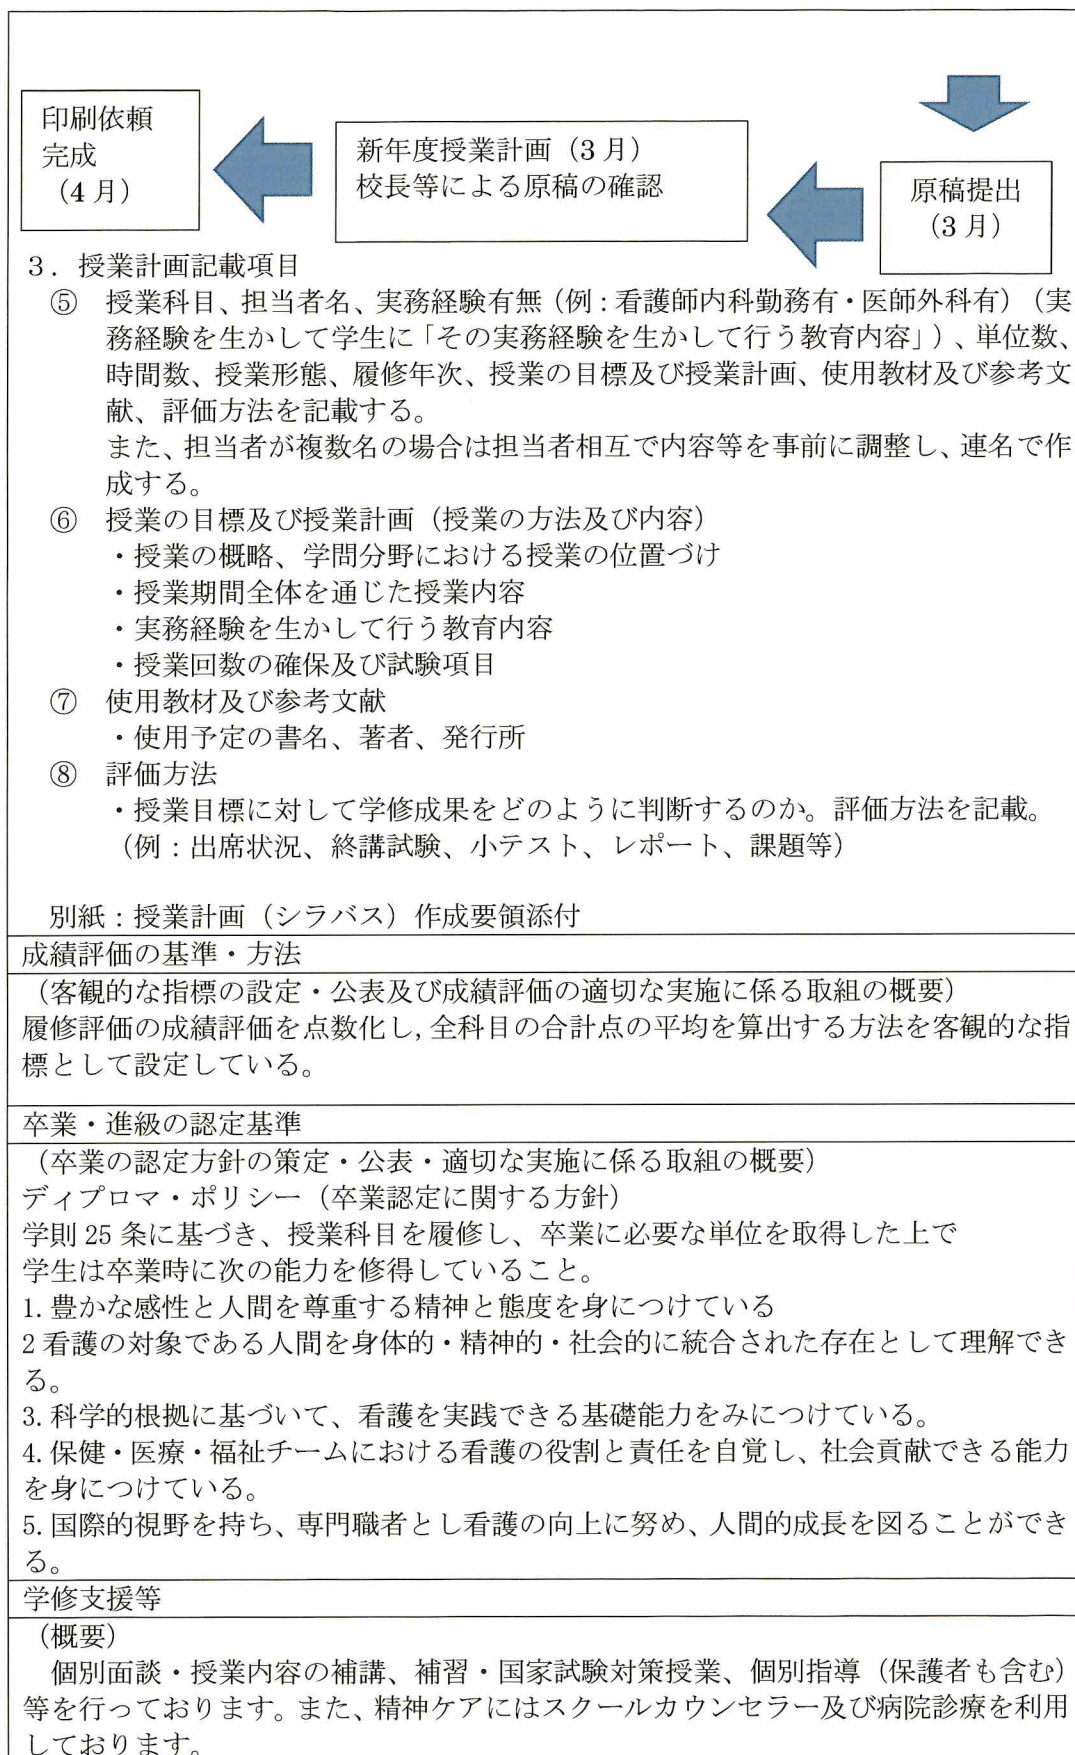 印刷依頼
完成
（4 月）
新年度授業計画（3 月）
校長等による原稿の確認
原稿提出
（3 月）
３．授業計画記載項目
⑤　授業科目、担当者名、実務経験有無（例：看護師内科勤務有・医師外科有）（実
務経験を生かして学生に「その実務経験を生かして行う教育内容」）、単位数、
時間数、授業形態、履修年次、授業の目標及び授業計画、使用教材及び参考文
献、評価方法を記載する。
また、担当者が複数名の場合は担当者相互で内容等を事前に調整し、連名で作
成する。
⑥　授業の目標及び授業計画（授業の方法及び内容）
・授業の概略、学問分野における授業の位置づけ
・授業期間全体を通じた授業内容
・実務経験を生かして行う教育内容
・授業回数の確保及び試験項目
⑦　使用教材及び参考文献
・使用予定の書名、著者、発行所
⑧　評価方法
・授業目標に対して学修成果をどのように判断するのか。評価方法を記載。
（例：出席状況、終講試験、小テスト、レポート、課題等）
別紙：授業計画（シラバス）作成要領添付
成績評価の基準・方法
（客観的な指標の設定・公表及び成績評価の適切な実施に係る取組の概要）
履修評価の成績評価を点数化し,全科目の合計点の平均を算出する方法を客観的な指
標として設定している。
卒業・進級の認定基準
（卒業の認定方針の策定・公表・適切な実施に係る取組の概要）
ディプロマ・ポリシー（卒業認定に関する方針）
学則 25 条に基づき、授業科目を履修し、卒業に必要な単位を取得した上で
学生は卒業時に次の能力を修得していること。
1.豊かな感性と人間を尊重する精神と態度を身につけている
2 看護の対象である人間を身体的・精神的・社会的に統合された存在として理解でき
る。
3.科学的根拠に基づいて、看護を実践できる基礎能力をみにつけている。
4.保健・医療・福祉チームにおける看護の役割と責任を自覚し、社会貢献できる能力
を身につけている。
5.国際的視野を持ち、専門職者とし看護の向上に努め、人間的成長を図ることができ
る。
学修支援等
（概要）
個別面談・授業内容の補講、補習・国家試験対策授業、個別指導（保護者も含む）
等を行っております。また、精神ケアにはスクールカウンセラー及び病院診療を利用
しております。